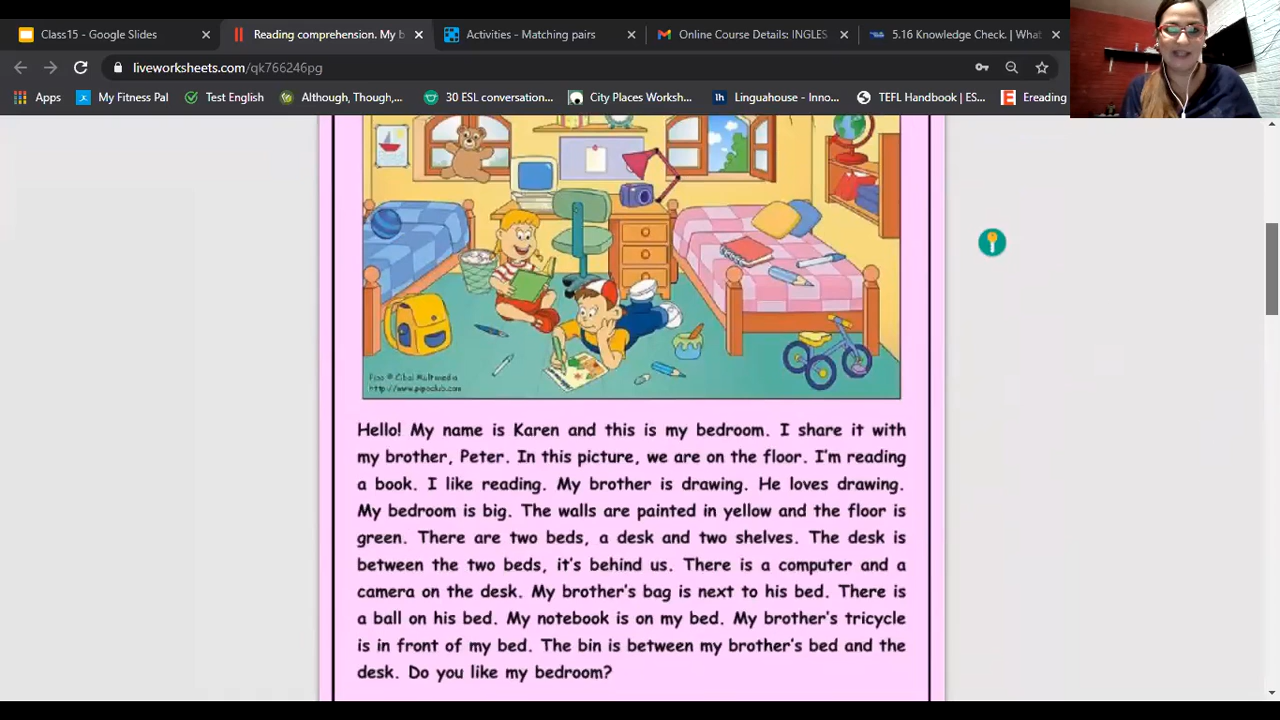 Class15 - Google Slides
Reading comprehension. My b
Activities - Matching pairs
Online Course Details: INGLES
5.16 Knowledge Check. | What
liveworksheets.com/qk766246pg
Apps
My Fitness Pal
Test English
Although, Though,...
30 ESL Conversation...
City Places Worksh...
Linguahouse - Inno...
TEFL Handbook | ES...
Ereading
Pipo © Cibal Multimedia
http://www.pipoclub.com
Hello! My name is Karen and this is my bedroom. I share it with
my brother, Peter. In this picture, we are on the floor. I'm reading
a book. I like reading. My brother is drawing. He loves drawing.
My bedroom is big. The walls are painted in yellow and the floor is
green. There are two beds, a desk and two shelves. The desk is
between the two beds, it's behind us. There is a computer and a
camera on the desk. My brother's bag is next to his bed. There is
a ball on his bed. My notebook is on my bed. My brother's tricycle
is in front of my bed. The bin is between my brother's bed and the
desk. Do you like my bedroom?